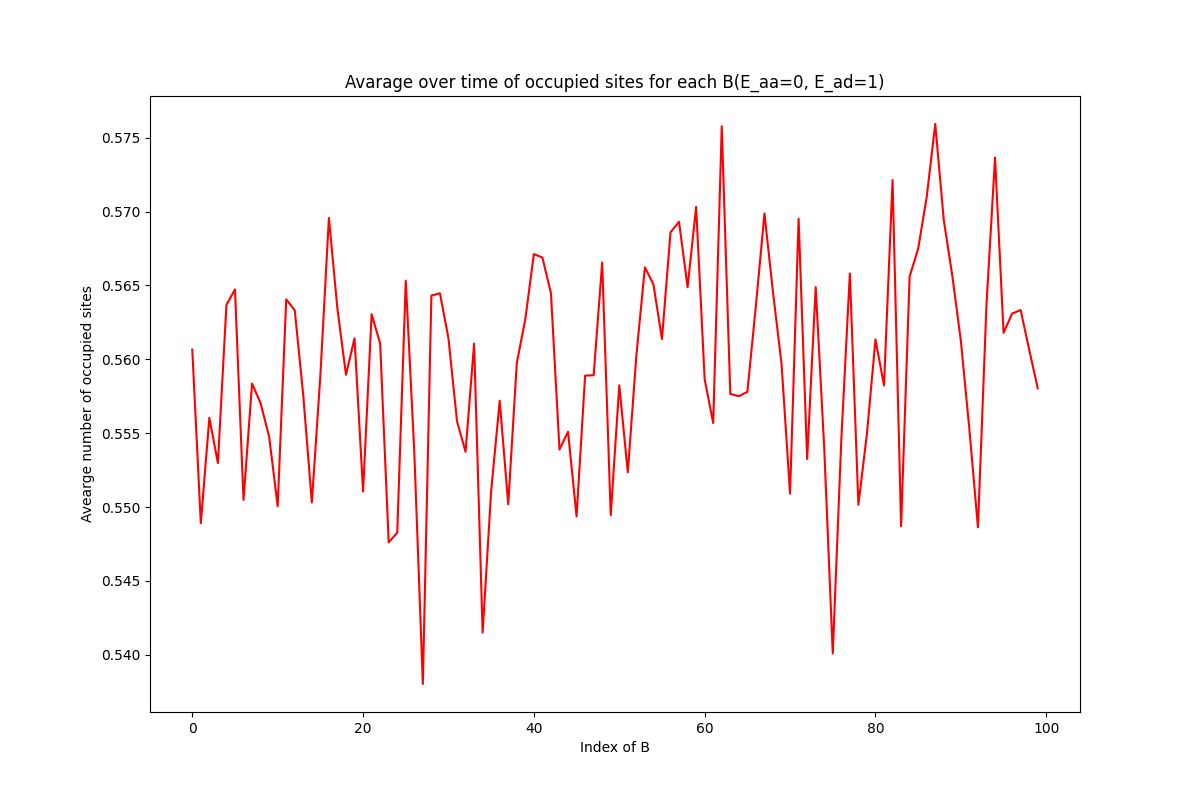 Avarage over time of occupied sites for each B(E_aa=0, E_ad=1)
Avearge number of occupied sites
0.575
0.570
0.565
0.560
0.555
0.550
0.545
0.540
0 20 40 60 80 100
Index of B